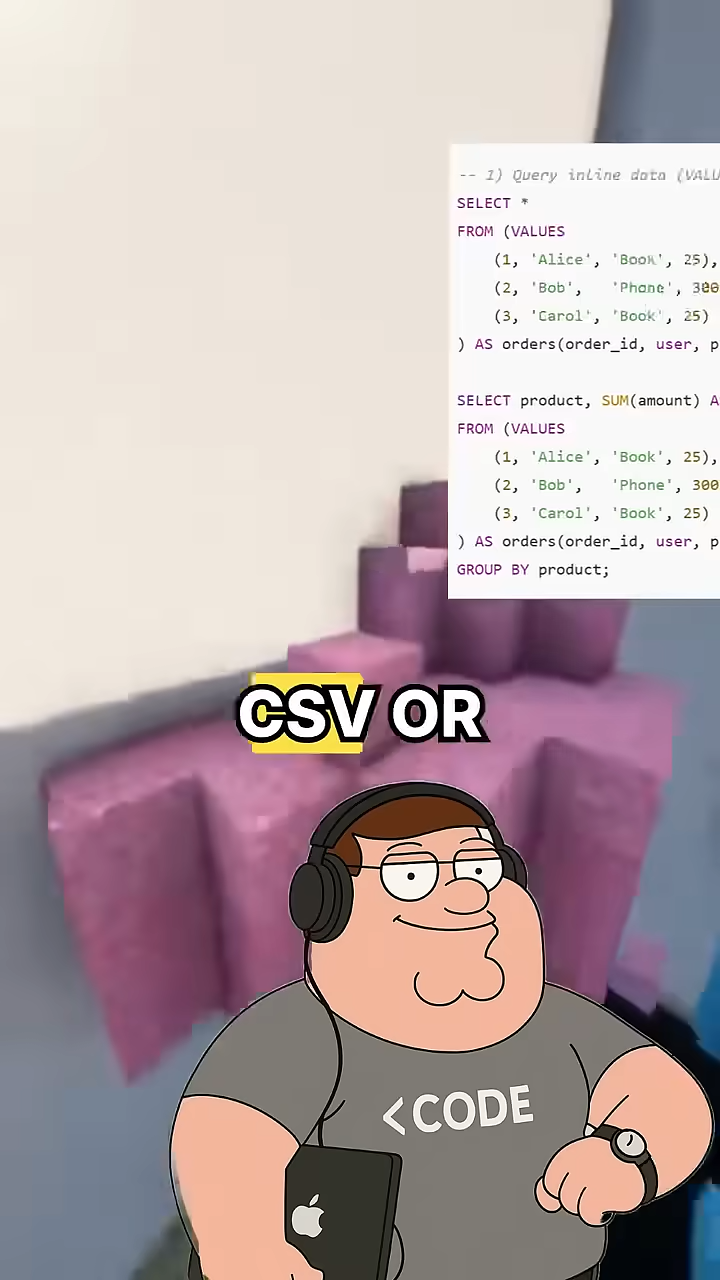 -- 1) Query inline data (VALU
SELECT *
FROM (VALUES
(1, 'Alice', 'Book', 25),
(2, 'Bob', 'Phone', 300
(3, 'Carol', 'Book', 25)
) AS orders(order_id, user, p
SELECT product, SUM(amount) A
FROM (VALUES
(1, 'Alice', 'Book', 25),
(2, 'Bob', 'Phone', 300
(3, 'Carol', 'Book', 25)
) AS orders(order_id, user, p
GROUP BY product;
CSV OR
<CODE